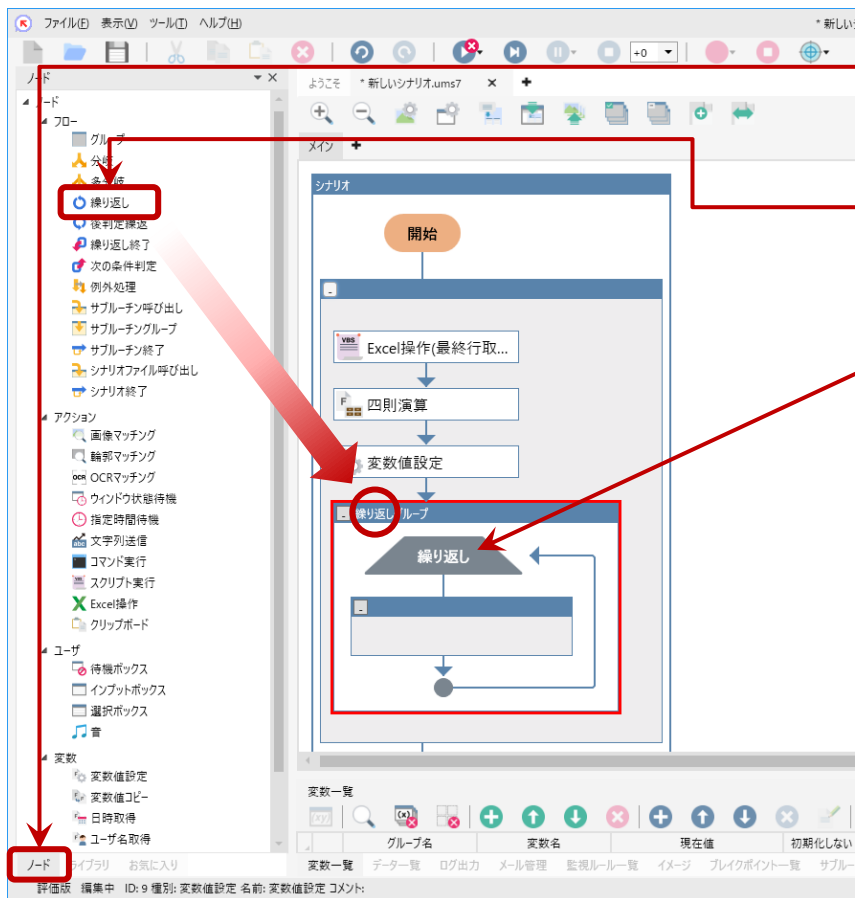 ファイル(F) 表示(V) ツール(T) ヘルプ(H)
* 新しい
+0
ノード
ようこそ * 新しいシナリオ.ums7
メイン
ノード
フロー
グループ
分岐
多分岐
繰り返し
後判定繰返
繰り返し終了
次の条件判定
例外処理
サブルーチン呼び出し
サブルーチングループ
サブルーチン終了
シナリオファイル呼び出し
シナリオ終了
アクション
画像マッチング
輪郭マッチング
OCR OCRマッチング
ウィンドウ状態待機
指定時間待機
文字列送信
コマンド実行
スクリプト実行
Excel操作
クリップボード
ユーザ
待機ボックス
インプットボックス
選択ボックス
音
変数
変数値設定
変数値コピー
日時取得
ユーザ名取得
ノード ライブラリ お気に入り
シナリオ
開始
VBS Excel操作(最終行取...
F 四則演算
変数値設定
繰り返しグループ
繰り返し
変数一覧
グループ名 変数名 現在値 初期化しない
変数一覧 データ一覧 ログ出力 メール管理 監視ルール一覧 イメージ ブレイクポイント一覧 サブルー
評価版 編集中 ID: 9 種別: 変数値設定 名前: 変数値設定 コメント: